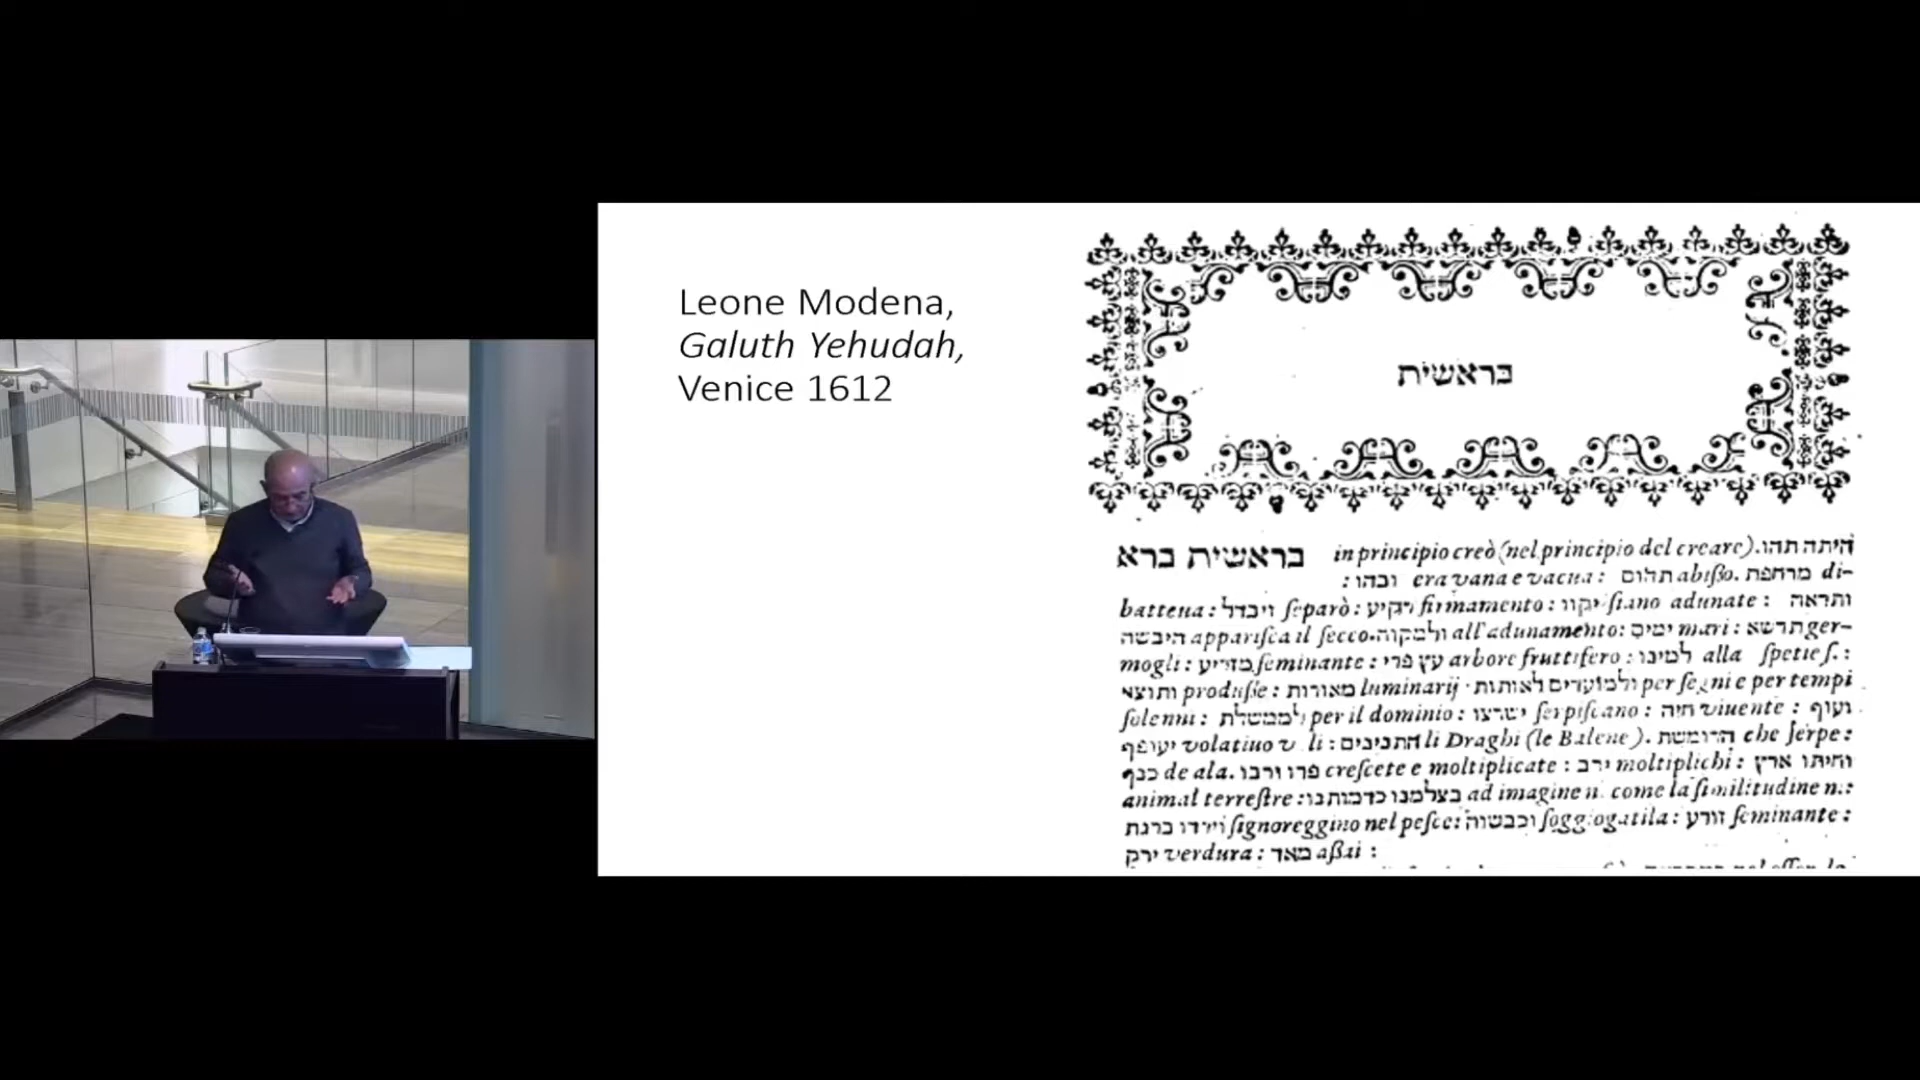 Leone Modena,
Galuth Yehudah,
Venice 1612
בראשית
בראשית ברא in principio creò (nel principio del creare). היתה תהו
ובהו : era vana e vacua : תהום abißo. מרחפת di-
batteua : ויבדל ſeparò : רקיע firmamento : יקוו ſiano adunate : ותראה
היבשה appariſca il ſecco. ולמקוה all'adunamento: ימים mari : תדשא ger-
mogli : מזריע ſeminante : עץ פרי arbore fruttifero : למינו alla ſpetie ſ. :
ותוצא produſſe : מאורות luminarij · לאותות ולמועדים per ſegni e per tempi
ſolenni : ולממשלת per il dominio : ישרצו ſerpiſcano : חיה viuente : ועוף
יעופף volatiuo v li : התנינים li Draghi (le Balene). הרומשת che ſerpe :
כנף de ala. פרו ורבו creſcete e moltiplicate : ירב moltiplichi : וחיתו ארץ
animal terreſtre : בצלמנו כדמותנו ad imagine n. come la ſimilitudine n.:
וירדו ברגת ſignoreggino nel peſce: וכבשוה ſoggiogatila : זורע ſeminante :
ירק verdura : מאד aßai :